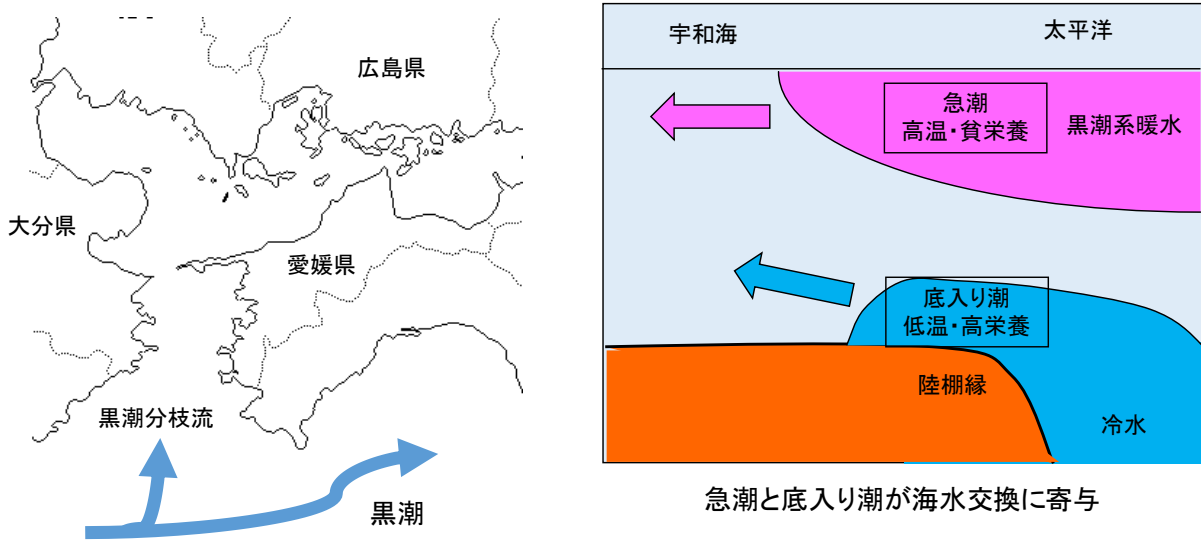 広島県
大分県
愛媛県
黒潮分枝流
黒潮
宇和海
太平洋
急潮
高温・貧栄養
黒潮系暖水
底入り潮
低温・高栄養
陸棚縁
冷水
急潮と底入り潮が海水交換に寄与